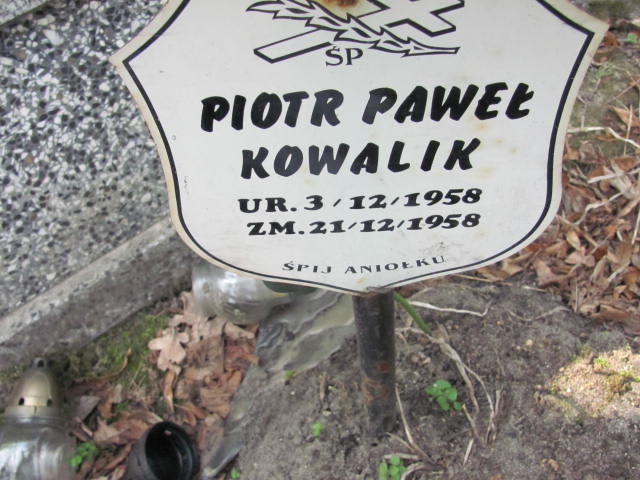 ŚP
PIOTR PAWEŁ
KOWALIK
UR. 3/12/1958
ZM. 21/12/1958
ŚPIJ ANIOŁKU